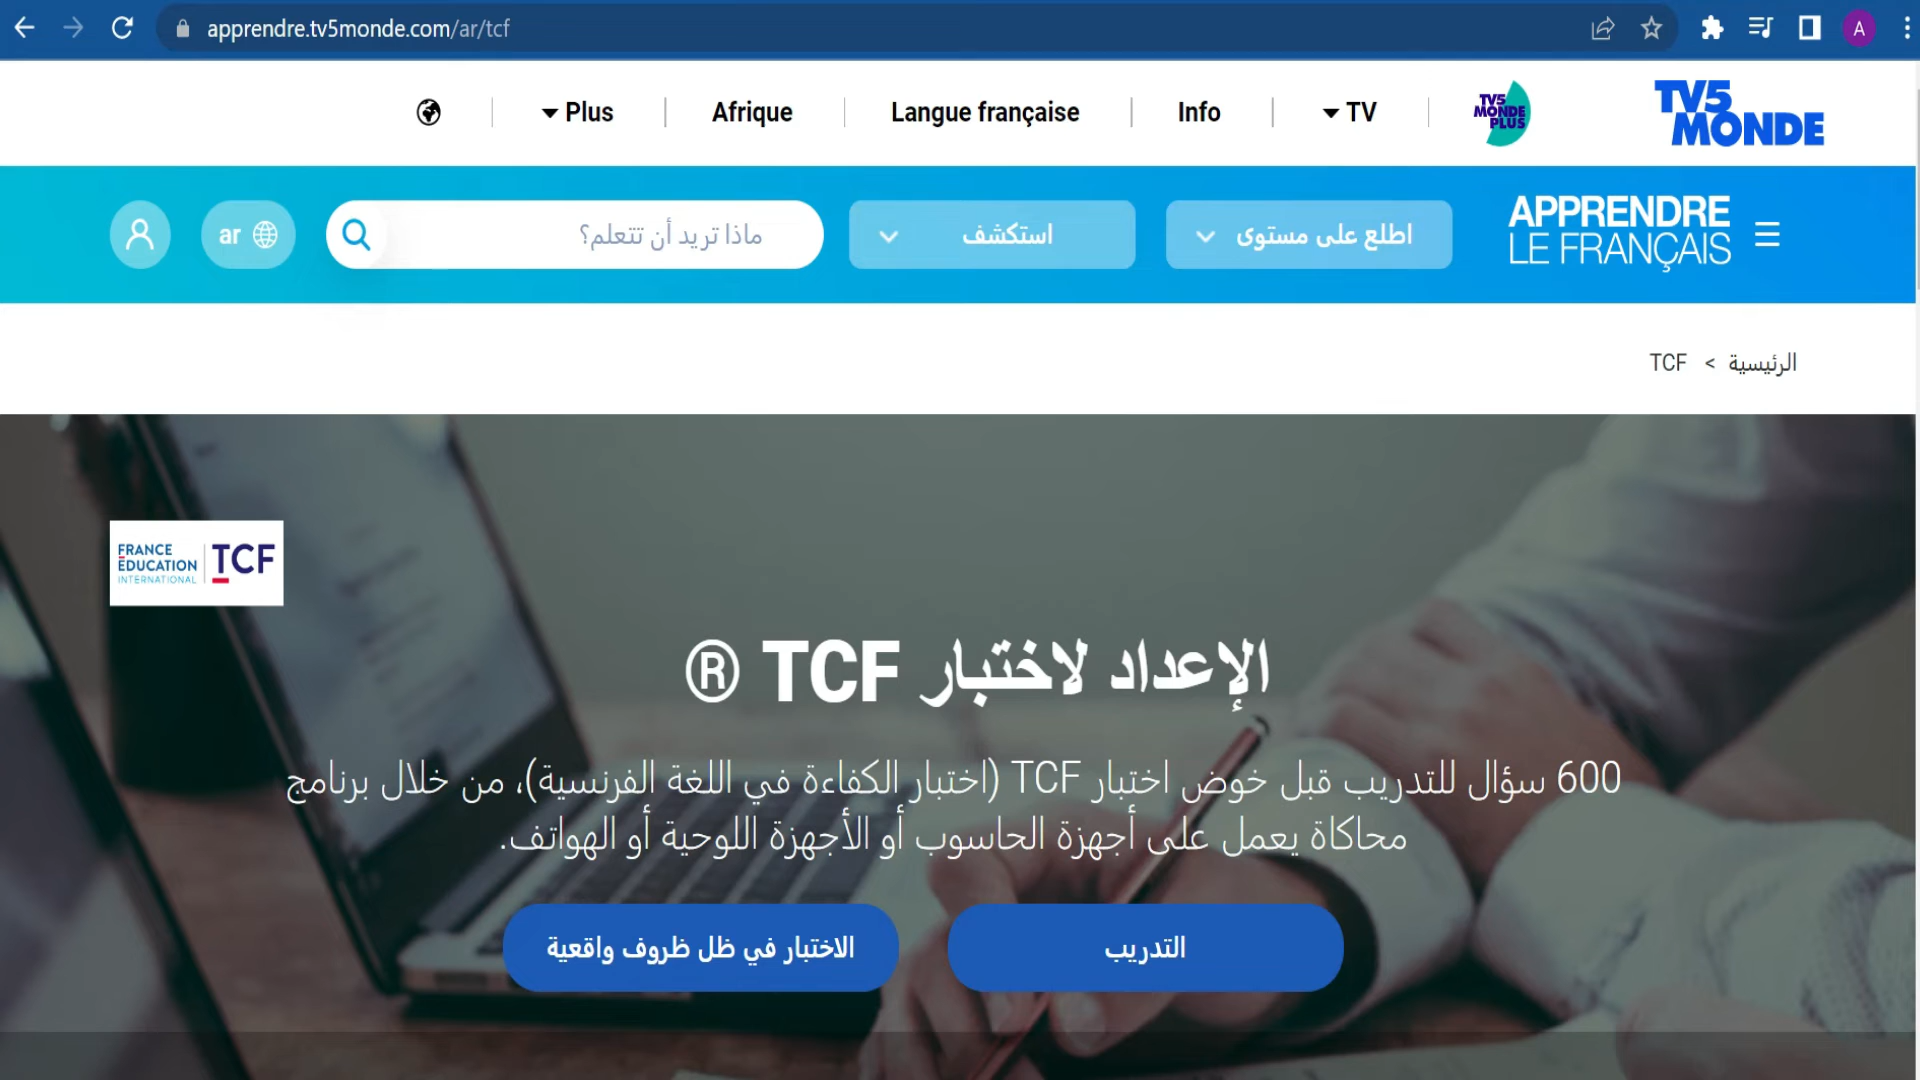 apprendre.tv5monde.com/ar/tcf
A
TV5 MONDE
TV5 MONDE PLUS
TV
Info
Langue française
Afrique
Plus
APPRENDRE LE FRANÇAIS
اطلع على مستوى
استكشف
ماذا تريد أن تتعلم؟
ar
الرئيسية > TCF
FRANCE ÉDUCATION INTERNATIONAL
TCF
الإعداد لاختبار TCF ®
600 سؤال للتدريب قبل خوض اختبار TCF (اختبار الكفاءة في اللغة الفرنسية)، من خلال برنامج
محاكاة يعمل على أجهزة الحاسوب أو الأجهزة اللوحية أو الهواتف.
التدريب
الاختبار في ظل ظروف واقعية